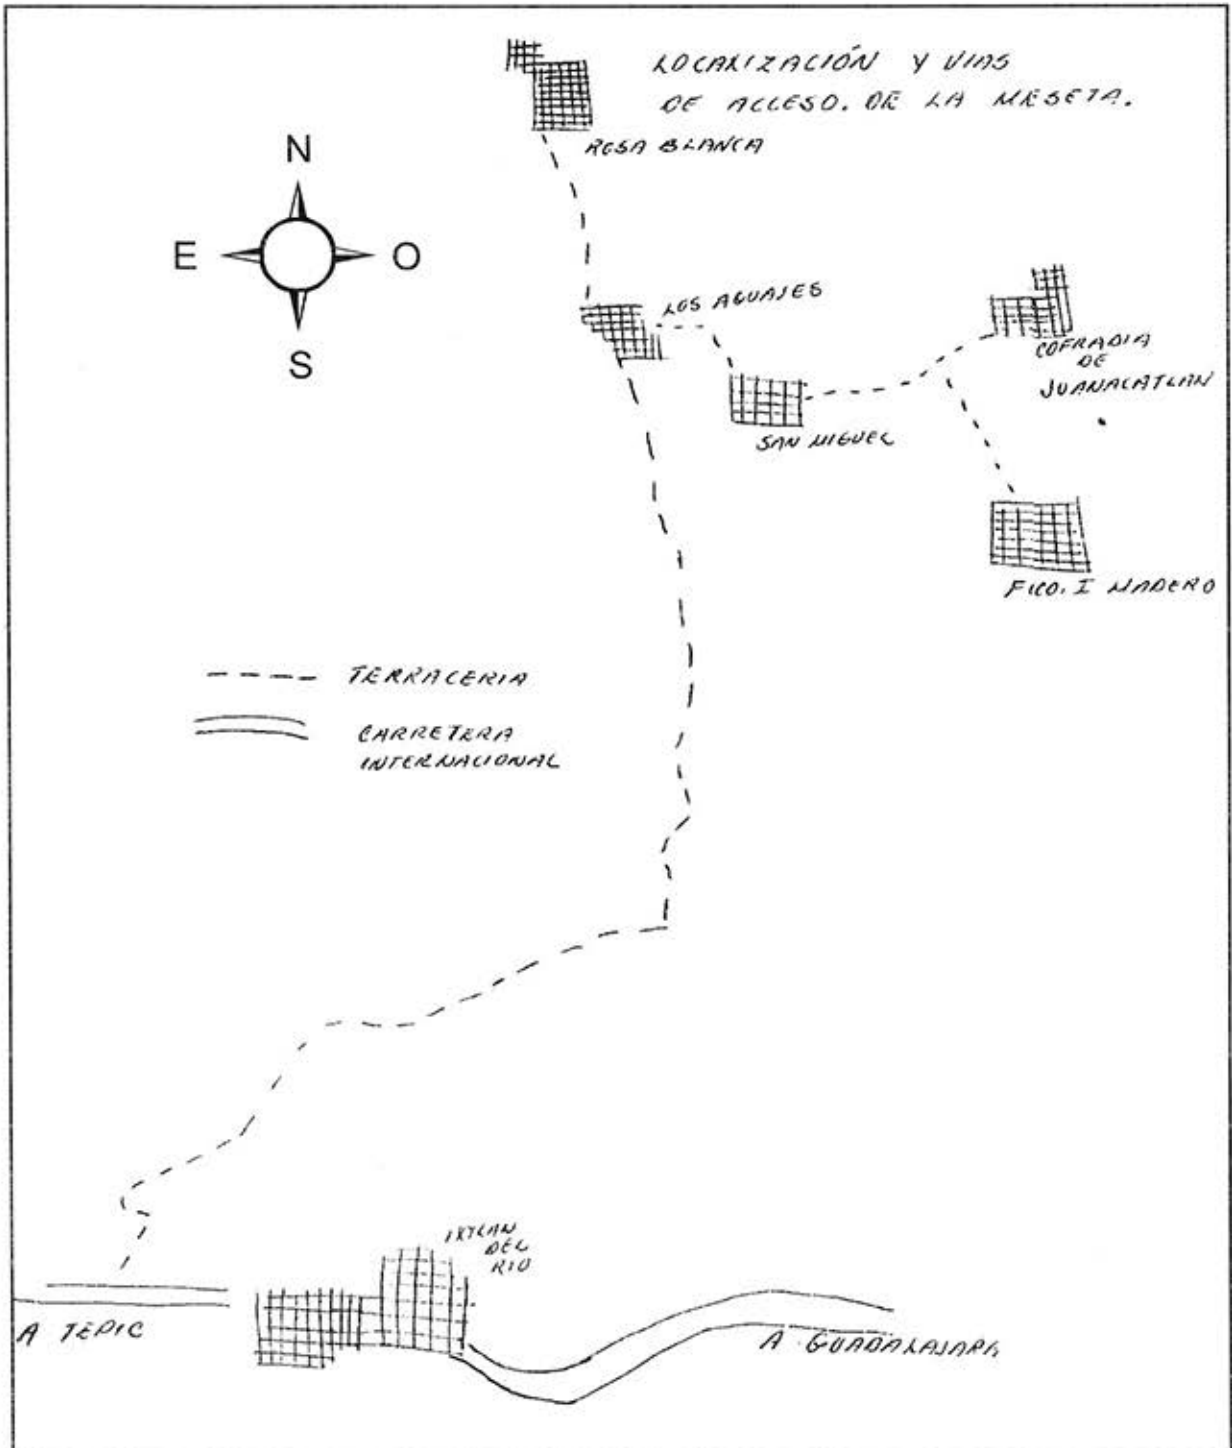 LOCALIZACIÓN Y VIAS
DE ACCESO. DE LA MESETA.
ROSA BLANCA
N
E
O
S
LOS AGUAJES
COFRADIA
DE
JUANACATLAN
SAN MIGUEL
FCO. I MADERO
TERRACERIA
CARRETERA
INTERNACIONAL
IXTLAN
DEL
RIO
A TEPIC
A GUADALAJARA